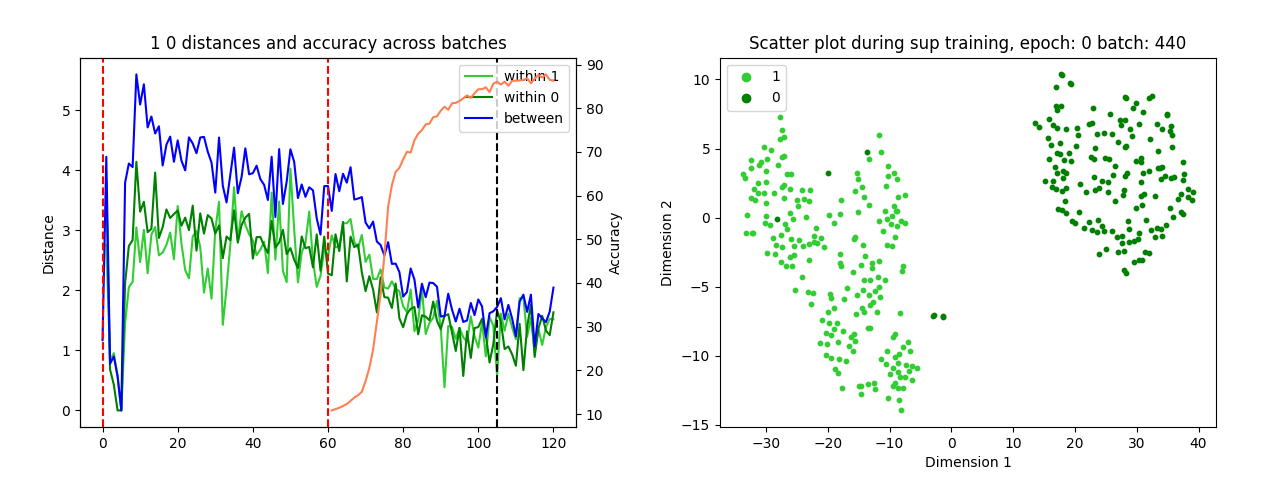 1 0 distances and accuracy across batches
Distance
5
4
3
2
1
0
within 1
within 0
between
90
80
70
60
50
40
30
20
10
Accuracy
0 20 40 60 80 100 120
Scatter plot during sup training, epoch: 0 batch: 440
Dimension 2
10
5
0
−5
−10
−15
1
0
−30 −20 −10 0 10 20 30 40
Dimension 1